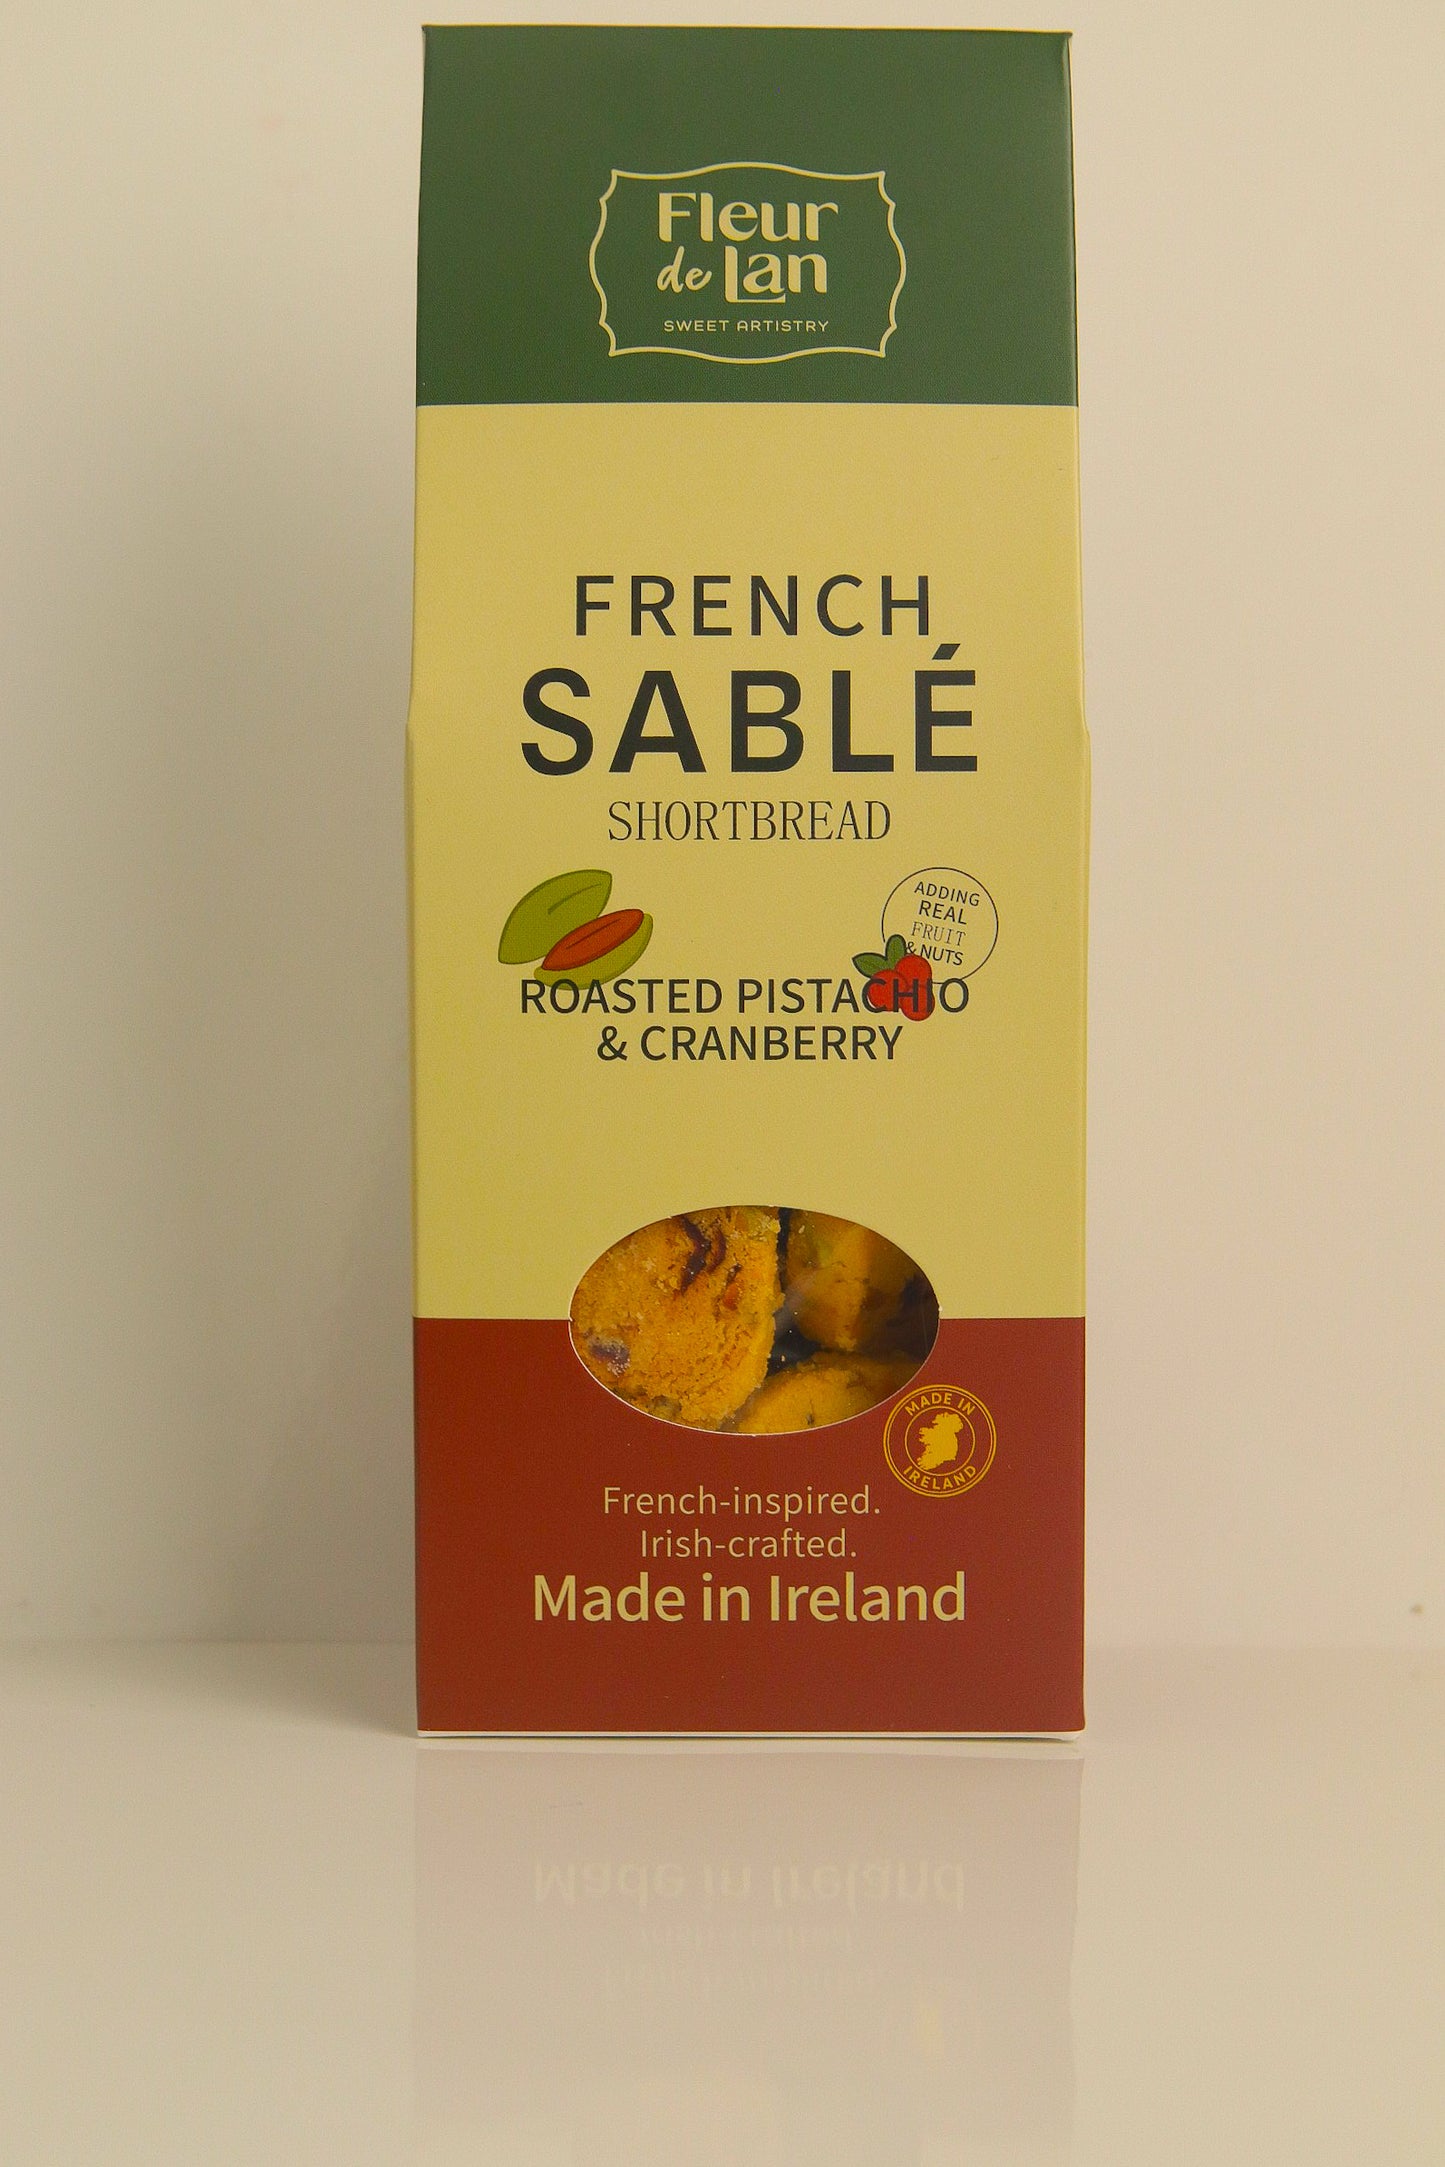 Fleur
de Lan
SWEET ARTISTRY
FRENCH
SABLÉ
SHORTBREAD
ADDING
REAL
FRUIT
& NUTS
ROASTED PISTACHIO
& CRANBERRY
MADE IN
IRELAND
French-inspired.
Irish-crafted.
Made in Ireland